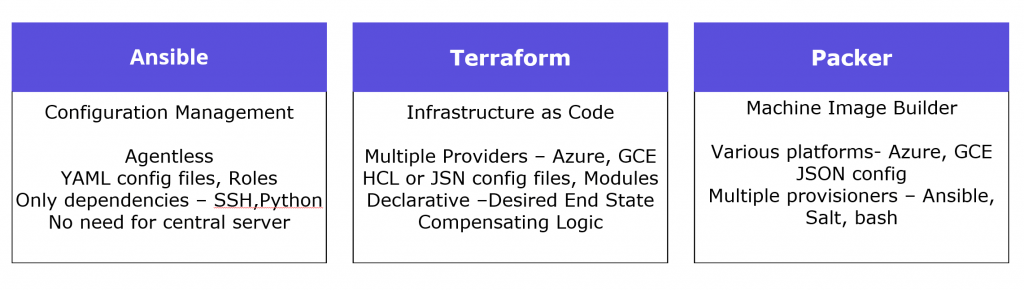 Ansible
Configuration Management
Agentless
YAML config files, Roles
Only dependencies – SSH,Python
No need for central server
Terraform
Infrastructure as Code
Multiple Providers – Azure, GCE
HCL or JSN config files, Modules
Declarative –Desired End State
Compensating Logic
Packer
Machine Image Builder
Various platforms- Azure, GCE
JSON config
Multiple provisioners – Ansible,
Salt, bash